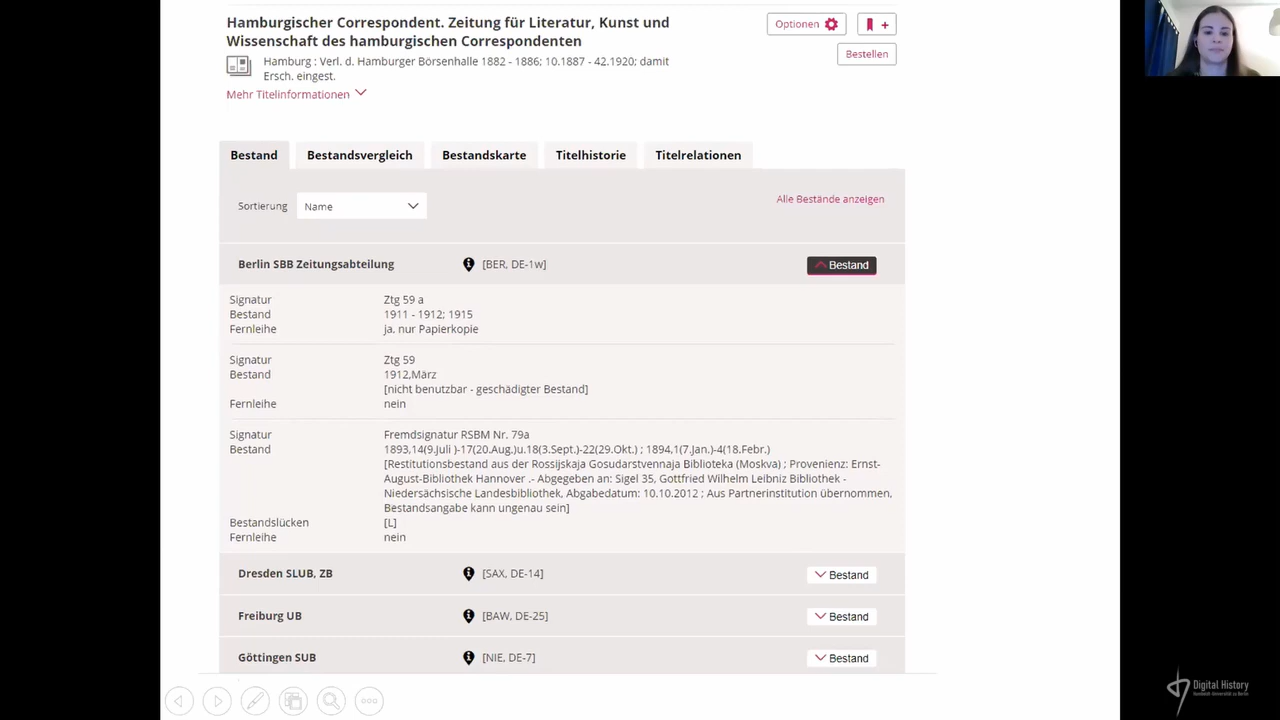 Hamburgischer Correspondent. Zeitung für Literatur, Kunst und
Wissenschaft des hamburgischen Correspondenten
Optionen
+
Bestellen
Hamburg : Verl. d. Hamburger Börsenhalle 1882 - 1886; 10.1887 - 42.1920; damit
Ersch. eingest.
Mehr Titelinformationen
Bestand Bestandsvergleich Bestandskarte Titelhistorie Titelrelationen
Sortierung Name
Alle Bestände anzeigen
Berlin SBB Zeitungsabteilung [BER, DE-1w] Bestand
Signatur Ztg 59 a
Bestand 1911 - 1912; 1915
Fernleihe ja, nur Papierkopie
Signatur Ztg 59
Bestand 1912,März
[nicht benutzbar - geschädigter Bestand]
Fernleihe nein
Signatur Fremdsignatur RSBM Nr. 79a
Bestand 1893,14(9.Juli )-17(20.Aug.)u.18(3.Sept.)-22(29.Okt.) ; 1894,1(7.Jan.)-4(18.Febr.)
[Restitutionsbestand aus der Rossijskaja Gosudarstvennaja Biblioteka (Moskva) ; Provenienz: Ernst-
August-Bibliothek Hannover .- Abgegeben an: Sigel 35, Gottfried Wilhelm Leibniz Bibliothek -
Niedersächsische Landesbibliothek, Abgabedatum: 10.10.2012 ; Aus Partnerinstitution übernommen,
Bestandsangabe kann ungenau sein]
Bestandslücken [L]
Fernleihe nein
Dresden SLUB, ZB [SAX, DE-14] Bestand
Freiburg UB [BAW, DE-25] Bestand
Göttingen SUB [NIE, DE-7] Bestand
Digital History
Humboldt-Universität zu Berlin